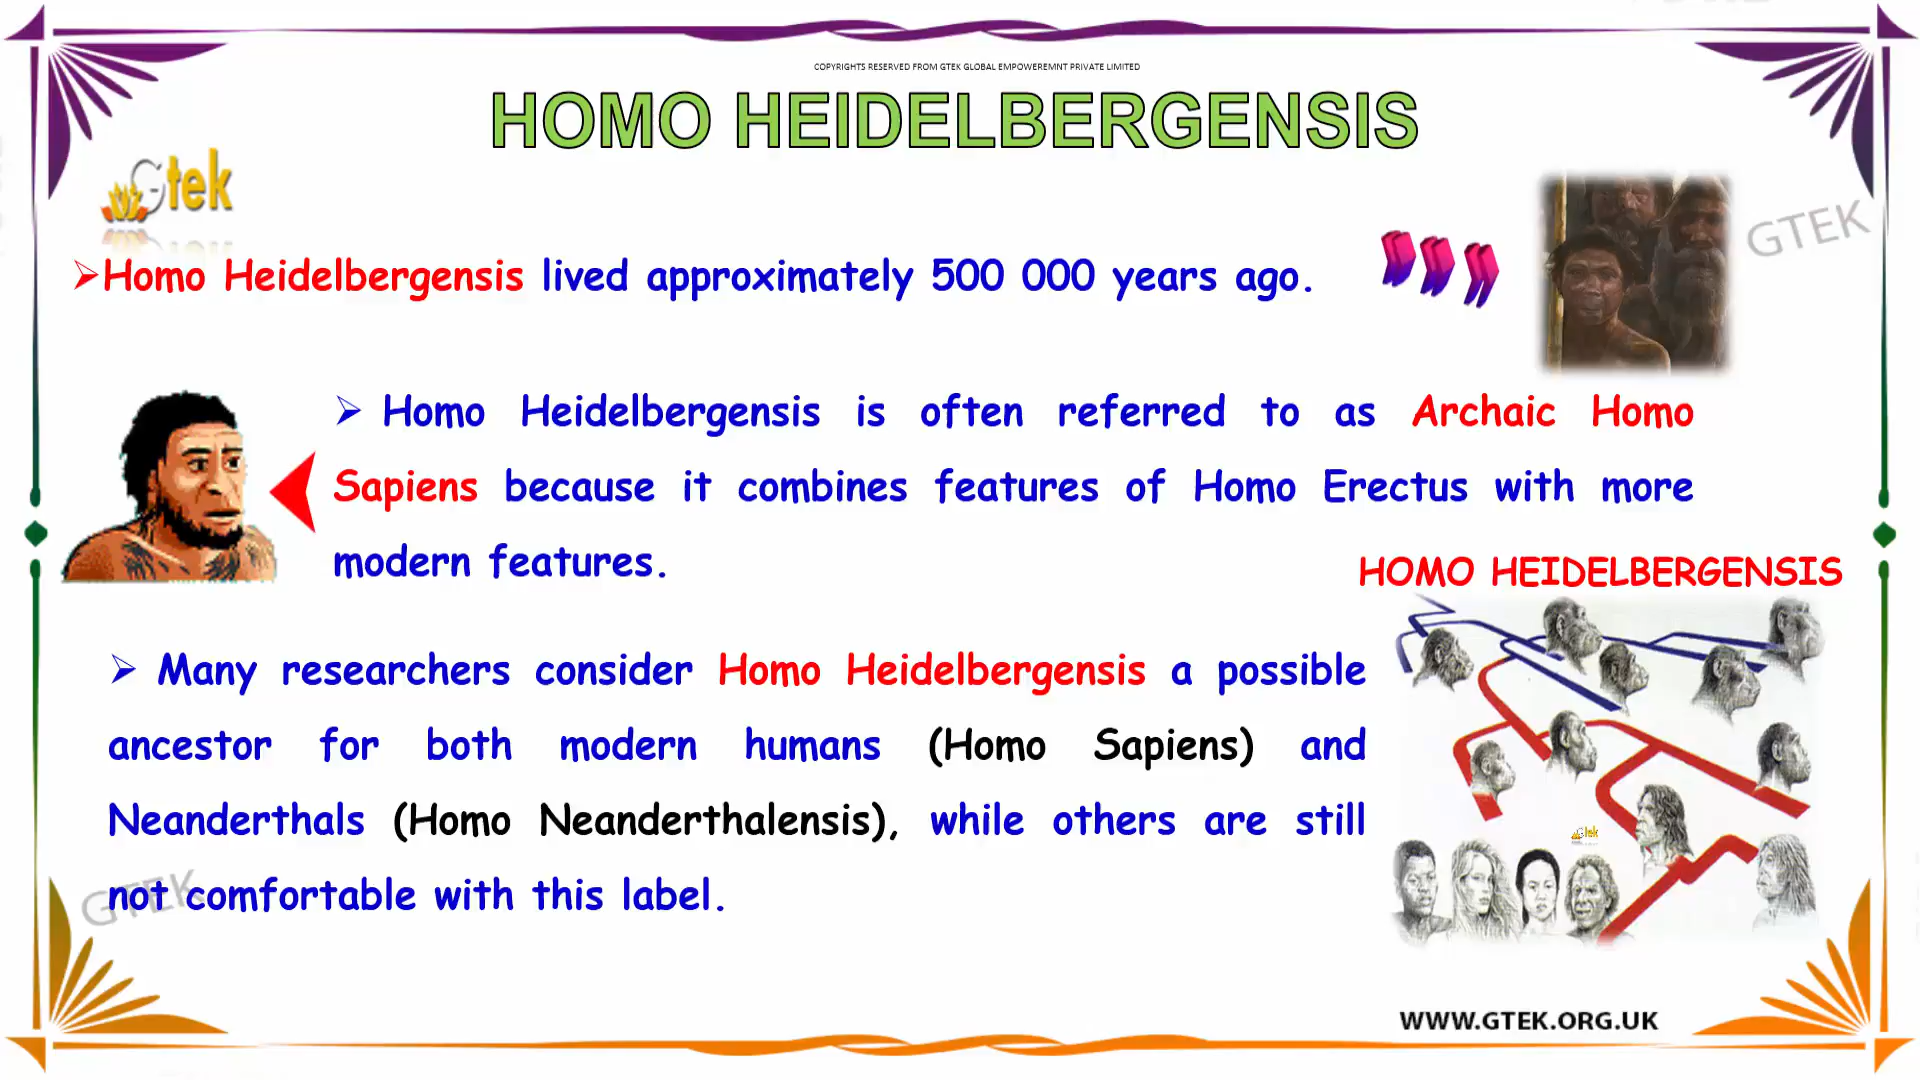 COPYRIGHTS RESERVED FROM GTEK GLOBAL EMPOWEREMNT PRIVATE LIMITED
HOMO HEIDELBERGENSIS
Gtek
GTEK
➢Homo Heidelbergensis lived approximately 500 000 years ago.
➢ Homo Heidelbergensis is often referred to as Archaic Homo
Sapiens because it combines features of Homo Erectus with more
modern features.
HOMO HEIDELBERGENSIS
➢ Many researchers consider Homo Heidelbergensis a possible
ancestor for both modern humans (Homo Sapiens) and
Neanderthals (Homo Neanderthalensis), while others are still
not comfortable with this label.
Gtek
GTEK
WWW.GTEK.ORG.UK